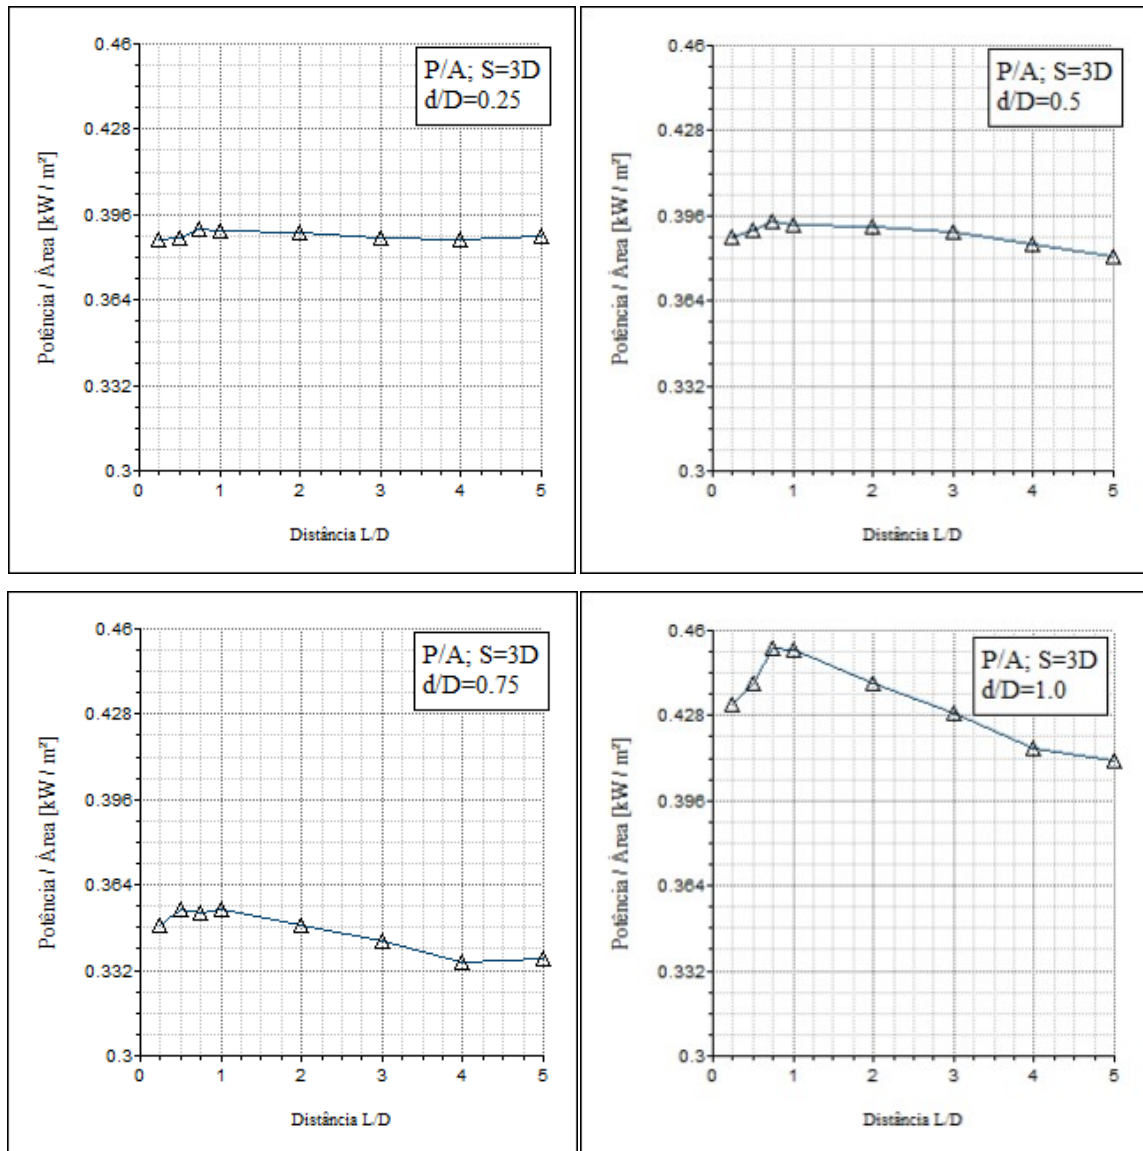 P/A; S=3D
d/D=0.25
Potência / Área [kW / m²]
0.46
0.428
0.396
0.364
0.332
0.3
0 1 2 3 4 5
Distância L/D
P/A; S=3D
d/D=0.5
Potência / Área [kW / m²]
0.46
0.428
0.396
0.364
0.332
0.3
0 1 2 3 4 5
Distância L/D
P/A; S=3D
d/D=0.75
Potência / Área [kW / m²]
0.46
0.428
0.396
0.364
0.332
0.3
0 1 2 3 4 5
Distância L/D
P/A; S=3D
d/D=1.0
Potência / Área [kW / m²]
0.46
0.428
0.396
0.364
0.332
0.3
0 1 2 3 4 5
Distância L/D